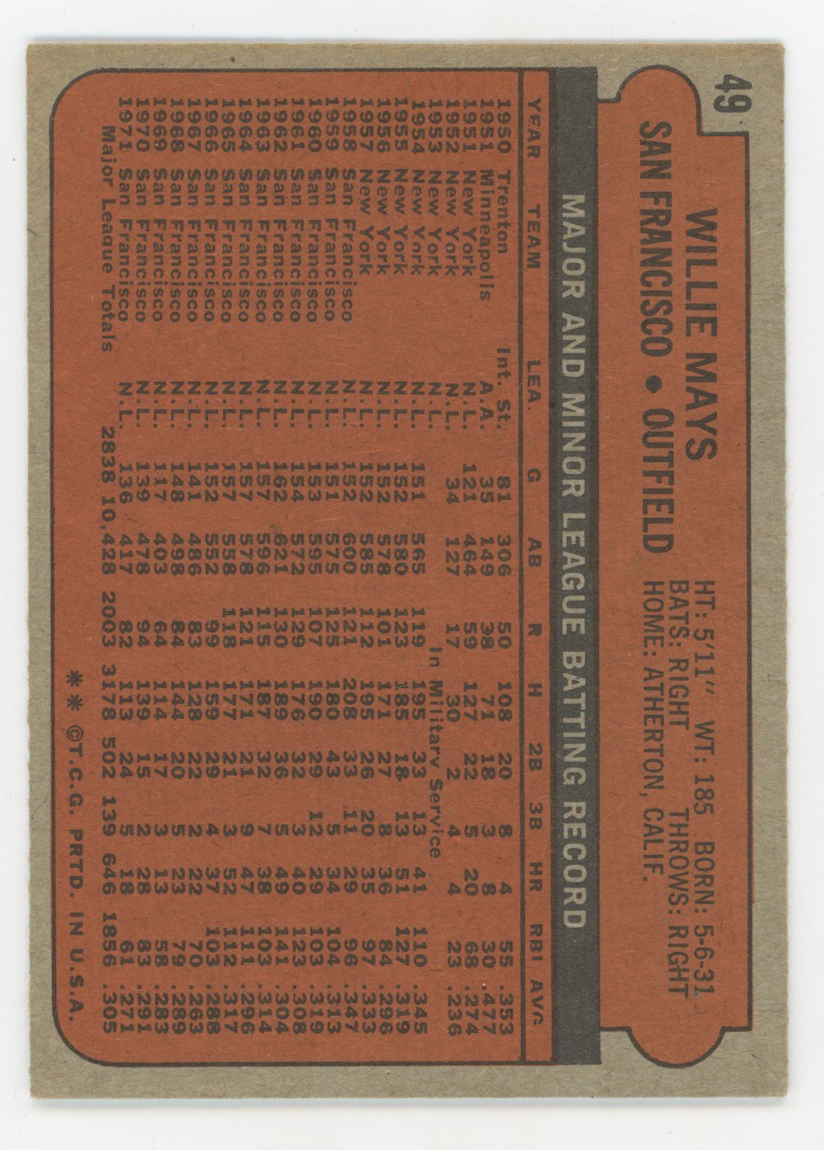 49
WILLIE MAYS
SAN FRANCISCO • OUTFIELD
HT: 5'11" WT: 185 BORN: 5-6-31
BATS: RIGHT THROWS: RIGHT
HOME: ATHERTON, CALIF.
MAJOR AND MINOR LEAGUE BATTING RECORD
YEAR TEAM LEA. G AB R H 2B 3B HR RBI AVG
1950 Trenton Int. St. 81 306 50 108 20 8 4 55 .353
1951 Minneapolis A.A. 35 149 38 71 18 3 8 30 .477
1951 New York N.L. 121 464 59 127 22 5 20 68 .274
1952 New York N.L. 34 127 17 30 2 4 4 23 .236
1953 New York N.L. In Military Service
1954 New York N.L. 151 565 119 195 33 13 41 110 .345
1955 New York N.L. 152 580 123 185 18 13 51 127 .319
1956 New York N.L. 152 578 101 171 27 8 36 84 .296
1957 New York N.L. 152 585 112 195 26 20 35 97 .333
1958 San Francisco N.L. 152 600 121 208 33 11 29 96 .347
1959 San Francisco N.L. 151 575 125 180 43 5 34 104 .313
1960 San Francisco N.L. 153 595 107 190 29 12 29 103 .319
1961 San Francisco N.L. 154 572 129 176 32 3 40 123 .308
1962 San Francisco N.L. 162 621 130 189 36 5 49 141 .304
1963 San Francisco N.L. 157 596 115 187 32 7 38 103 .314
1964 San Francisco N.L. 157 578 121 171 21 9 47 111 .296
1965 San Francisco N.L. 157 558 118 177 21 3 52 112 .317
1966 San Francisco N.L. 152 552 99 159 29 4 37 103 .288
1967 San Francisco N.L. 141 486 83 128 22 2 22 70 .263
1968 San Francisco N.L. 148 498 84 144 20 5 23 79 .289
1969 San Francisco N.L. 117 403 64 114 17 3 13 58 .283
1970 San Francisco N.L. 139 478 94 139 15 2 28 83 .291
1971 San Francisco N.L. 136 417 82 113 24 5 18 61 .271
Major League Totals 2838 10,428 2003 3178 502 139 646 1856 .305
** ©T.C.G. PRTD. IN U.S.A.